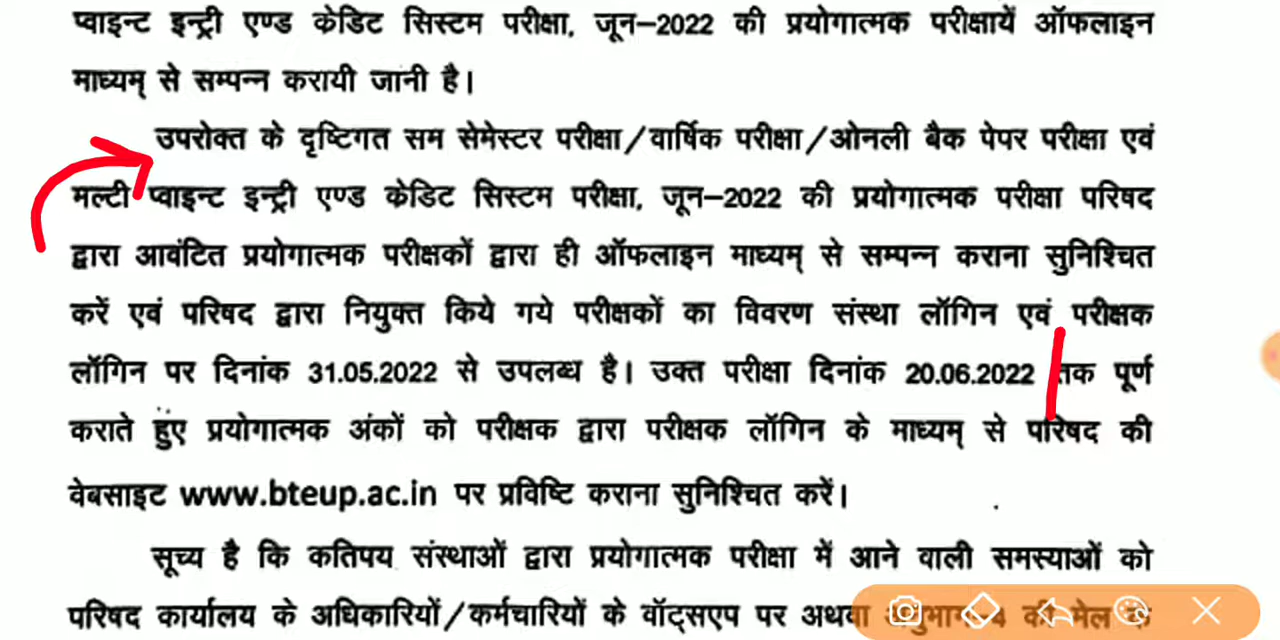 प्वाइन्ट इन्ट्री एण्ड क्रेडिट सिस्टम परीक्षा, जून–2022 की प्रयोगात्मक परीक्षायें ऑफलाइन
माध्यम् से सम्पन्न करायी जानी है।
उपरोक्त के दृष्टिगत सम सेमेस्टर परीक्षा/वार्षिक परीक्षा/ओनली बैक पेपर परीक्षा एवं
मल्टी प्वाइन्ट इन्ट्री एण्ड क्रेडिट सिस्टम परीक्षा, जून–2022 की प्रयोगात्मक परीक्षा परिषद
द्वारा आवंटित प्रयोगात्मक परीक्षकों द्वारा ही ऑफलाइन माध्यम् से सम्पन्न कराना सुनिश्चित
करें एवं परिषद द्वारा नियुक्त किये गये परीक्षकों का विवरण संस्था लॉगिन एवं परीक्षक
लॉगिन पर दिनांक 31.05.2022 से उपलब्ध है। उक्त परीक्षा दिनांक 20.06.2022 तक पूर्ण
कराते हुए प्रयोगात्मक अंकों को परीक्षक द्वारा परीक्षक लॉगिन के माध्यम् से परिषद की
वेबसाइट www.bteup.ac.in पर प्रविष्टि कराना सुनिश्चित करें।
सूच्य है कि कतिपय संस्थाओं द्वारा प्रयोगात्मक परीक्षा में आने वाली समस्याओं को
परिषद कार्यालय के अधिकारियों/कर्मचारियों के वॉट्सएप पर अथवा की मेल के